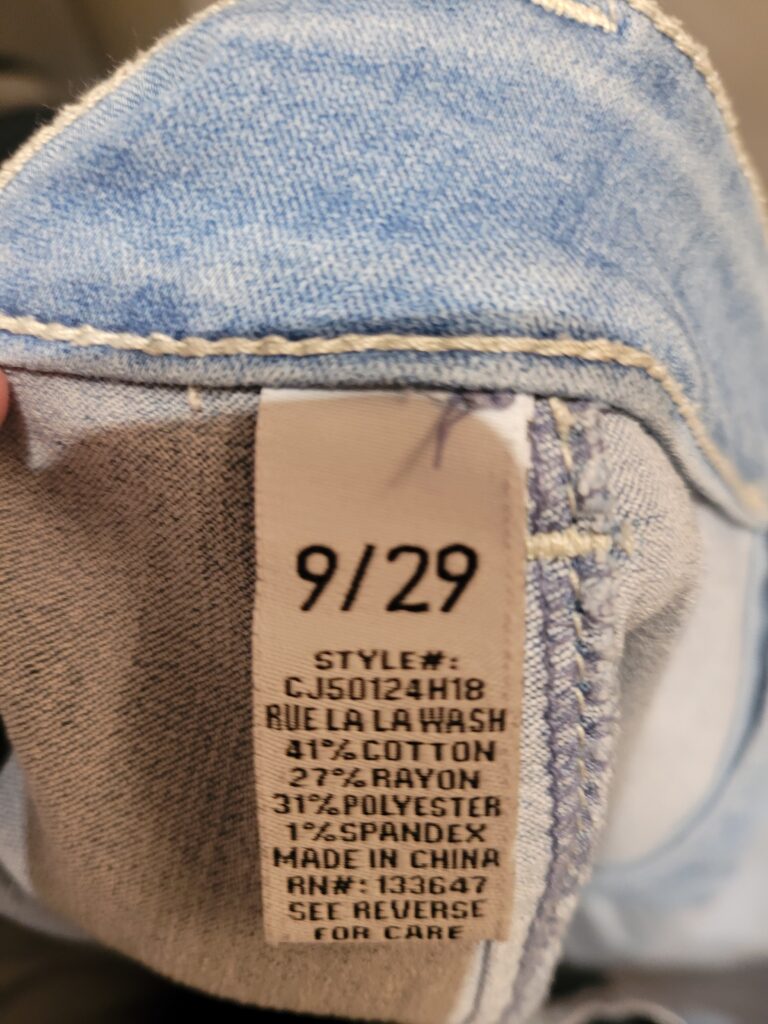 9/29
STYLE#:
CJ50124H18
RUE LA LA WASH
41%COTTON
27%RAYON
31%POLYESTER
1%SPANDEX
MADE IN CHINA
RN#:133647
SEE REVERSE
FOR CARE